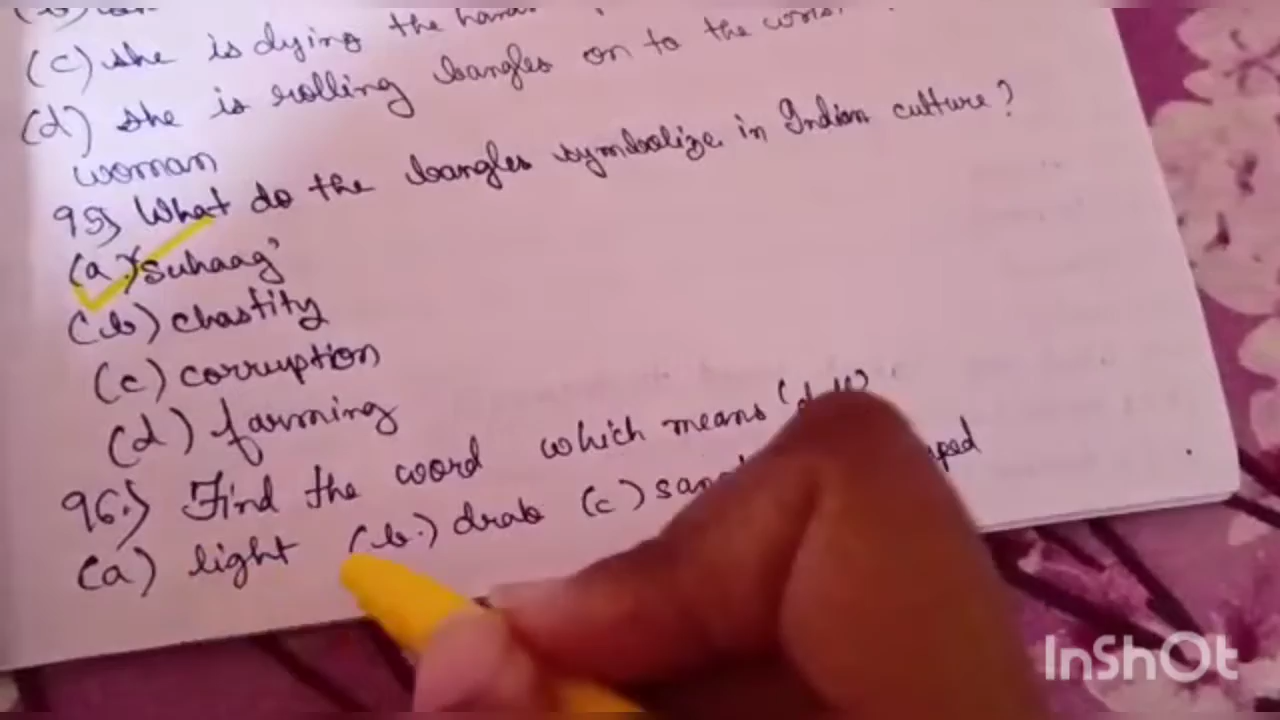 (c) she is dying the
(d) she is rolling bangles on to the
woman
95) What do the bangles symbolize in Indian culture?
(a) 'suhaag'
(b) chastity
(c) corruption
(d) farming
96.) Find the word which means
(a) light (b.) drab (c)
InShOt